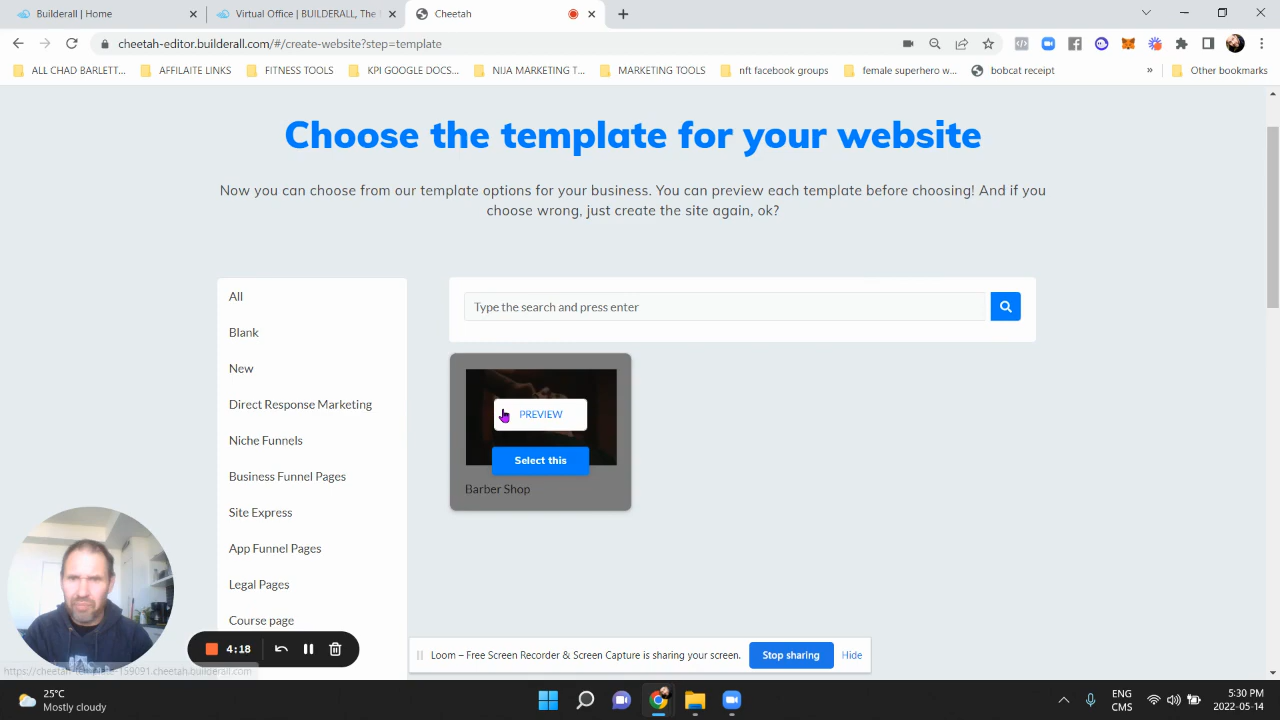 Builderall | Home
Virtual Office | BUILDERALL, The
Cheetah
cheetah-editor.builderall.com/#/create-website?step=template
ALL CHAD BARLETT...
AFFILAITE LINKS
FITNESS TOOLS
KPI GOOGLE DOCS...
NIJA MARKETING T...
MARKETING TOOLS
nft facebook groups
female superhero w...
bobcat receipt
»
Other bookmarks
Choose the template for your website
Now you can choose from our template options for your business. You can preview each template before choosing! And if you
choose wrong, just create the site again, ok?
All
Blank
New
Direct Response Marketing
Niche Funnels
Business Funnel Pages
Site Express
App Funnel Pages
Legal Pages
Course page
Type the search and press enter
PREVIEW
Select this
Barber Shop
4:18
Loom – Free Screen Recorder & Screen Capture is sharing your screen.
Stop sharing
Hide
https://cheetah-template-159091.cheetah.builderall.com
25°C
Mostly cloudy
ENG
CMS
5:30 PM
2022-05-14